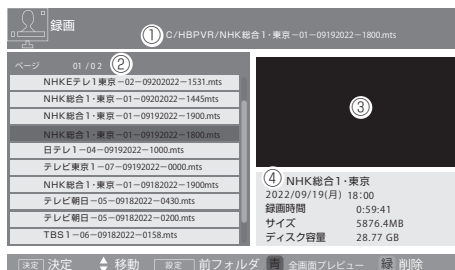 録画
① C/HBPVR/NHK総合1・東京－01－09192022－1800.mts
ページ 01 / 0 2 ②
NHKEテレ1東京－02－09202022－1531.mts
NHK総合1・東京－01－09202022－1445mts
NHK総合1・東京－01－09192022－1900.mts
NHK総合1・東京－01－09192022－1800.mts
日テレ1－04－09192022－1000.mts
テレビ東京1－07－09192022－0000.mts
NHK総合1・東京－01－09182022－1900mts
テレビ朝日－05－09182022－0430.mts
テレビ朝日－05－09182022－0200.mts
TBS1－06－09182022－0158.mts
③
④ NHK総合1・東京
2022/09/19(月) 18:00
録画時間 0:59:41
サイズ 5876.4MB
ディスク容量 28.77 GB
決定 決定 移動 設定 前フォルダ 青 全画面プレビュー 緑 削除